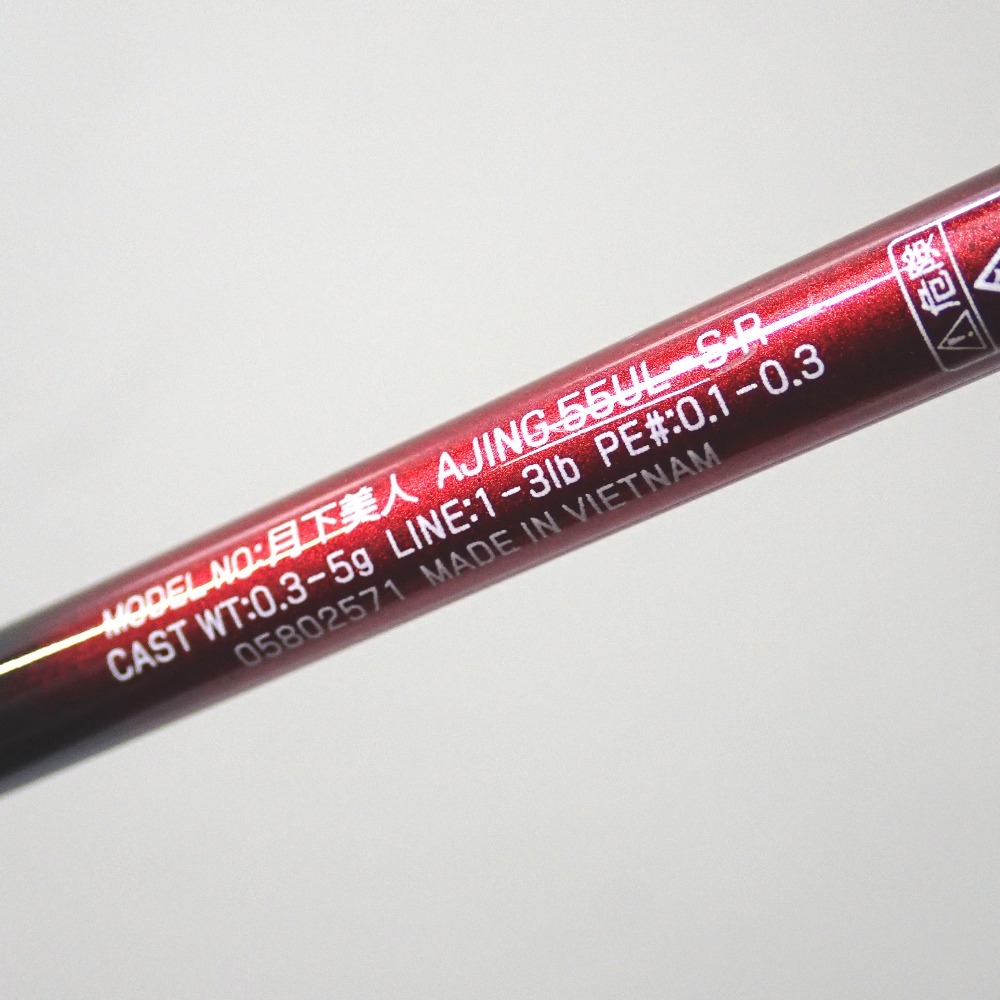 MODEL NO:月下美人 AJING 55UL-S・R
CAST WT:0.3-5g LINE:1-3lb PE#:0.1-0.3
05802571 MADE IN VIETNAM
⚠危険